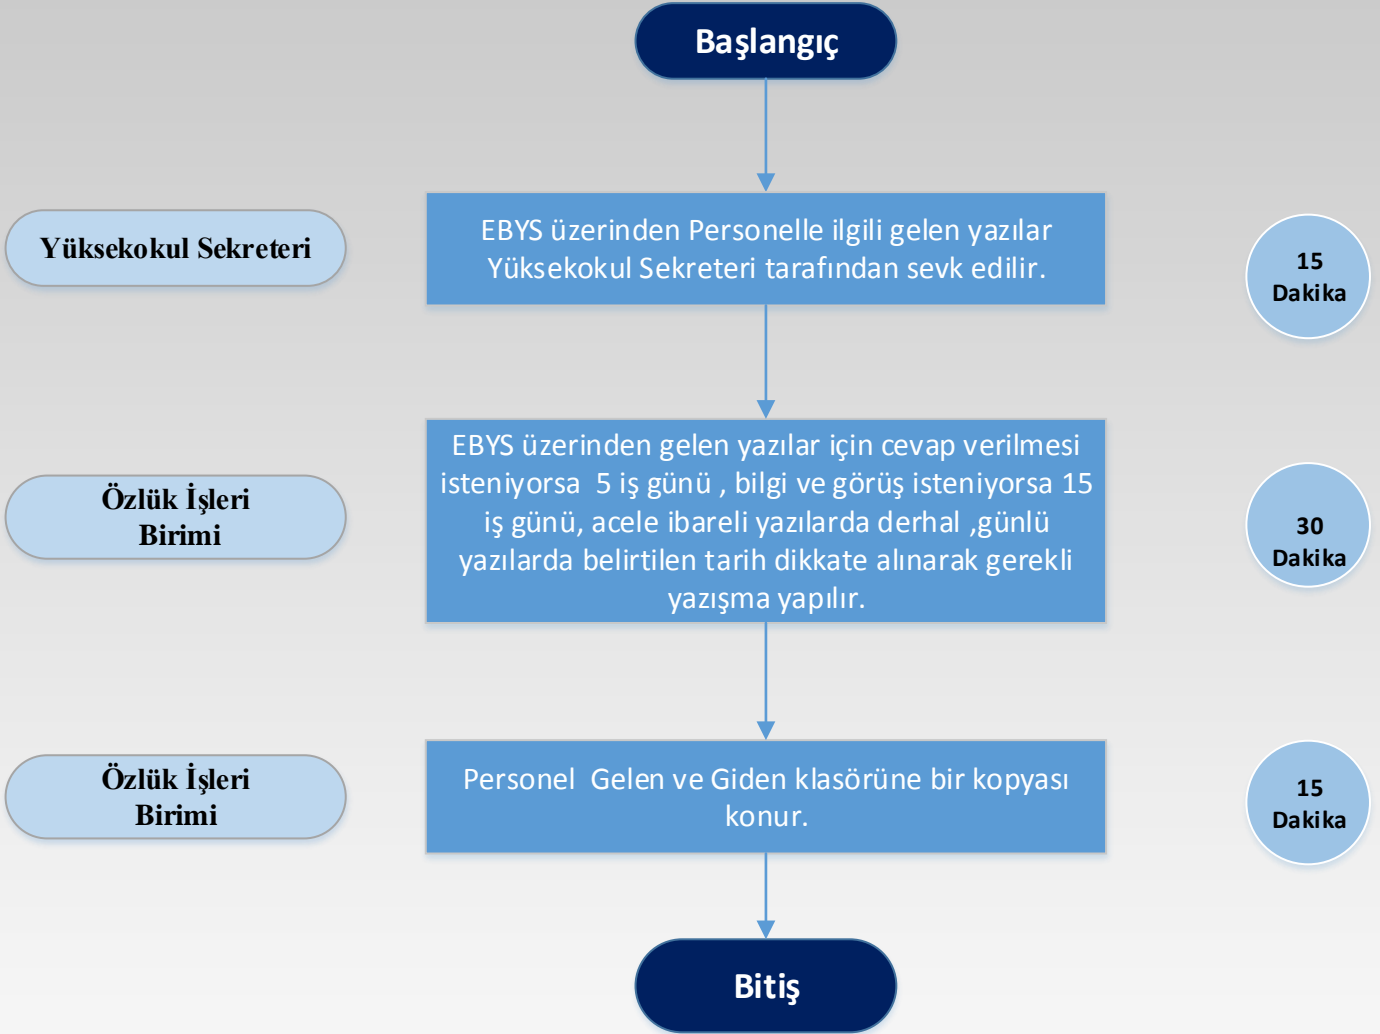 Başlangıç
Yüksekokul Sekreteri
EBYS üzerinden Personelle ilgili gelen yazılar
Yüksekokul Sekreteri tarafından sevk edilir.
15
Dakika
Özlük İşleri
Birimi
EBYS üzerinden gelen yazılar için cevap verilmesi
isteniyorsa 5 iş günü , bilgi ve görüş isteniyorsa 15
iş günü, acele ibareli yazılarda derhal ,günlü
yazılarda belirtilen tarih dikkate alınarak gerekli
yazışma yapılır.
30
Dakika
Özlük İşleri
Birimi
Personel Gelen ve Giden klasörüne bir kopyası
konur.
15
Dakika
Bitiş